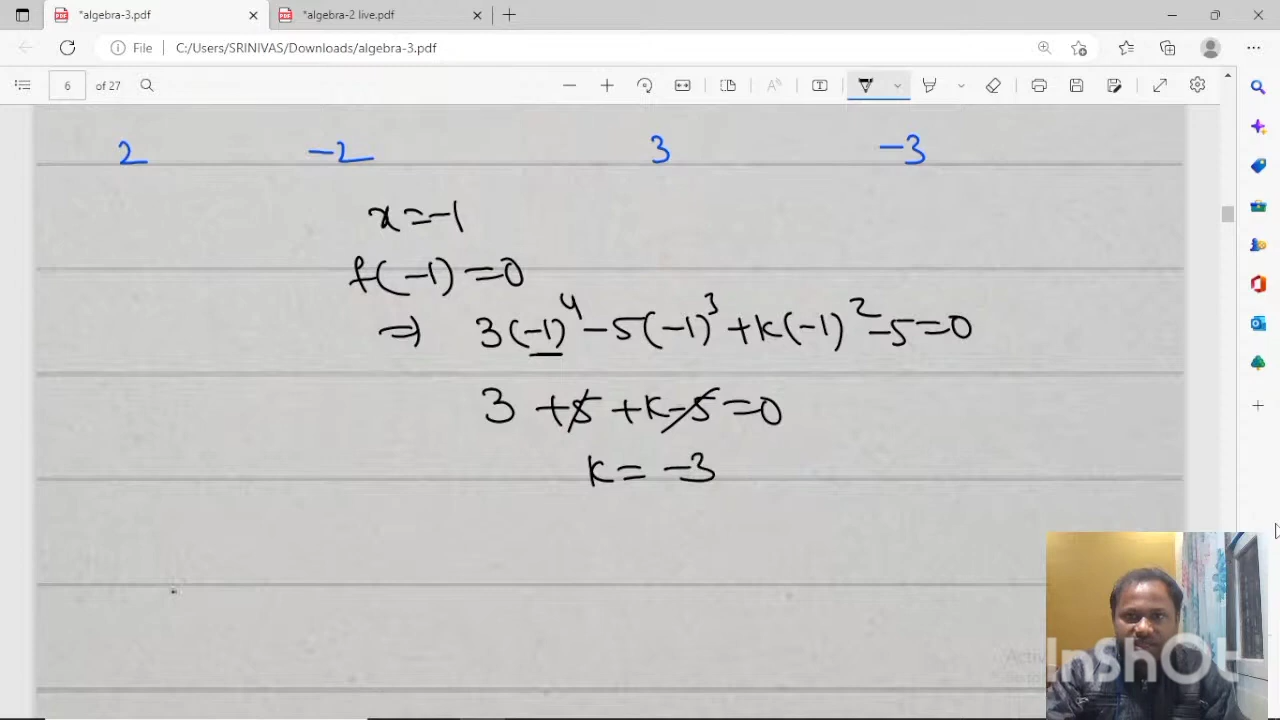 *algebra-3.pdf
*algebra-2 live.pdf
File C:/Users/SRINIVAS/Downloads/algebra-3.pdf
6 of 27
2 -2 3 -3
x=-1
f(-1)=0
⇒ 3(-1)⁴-5(-1)³+k(-1)²-5=0
3 +5+k-5=0
k=-3
InShOt